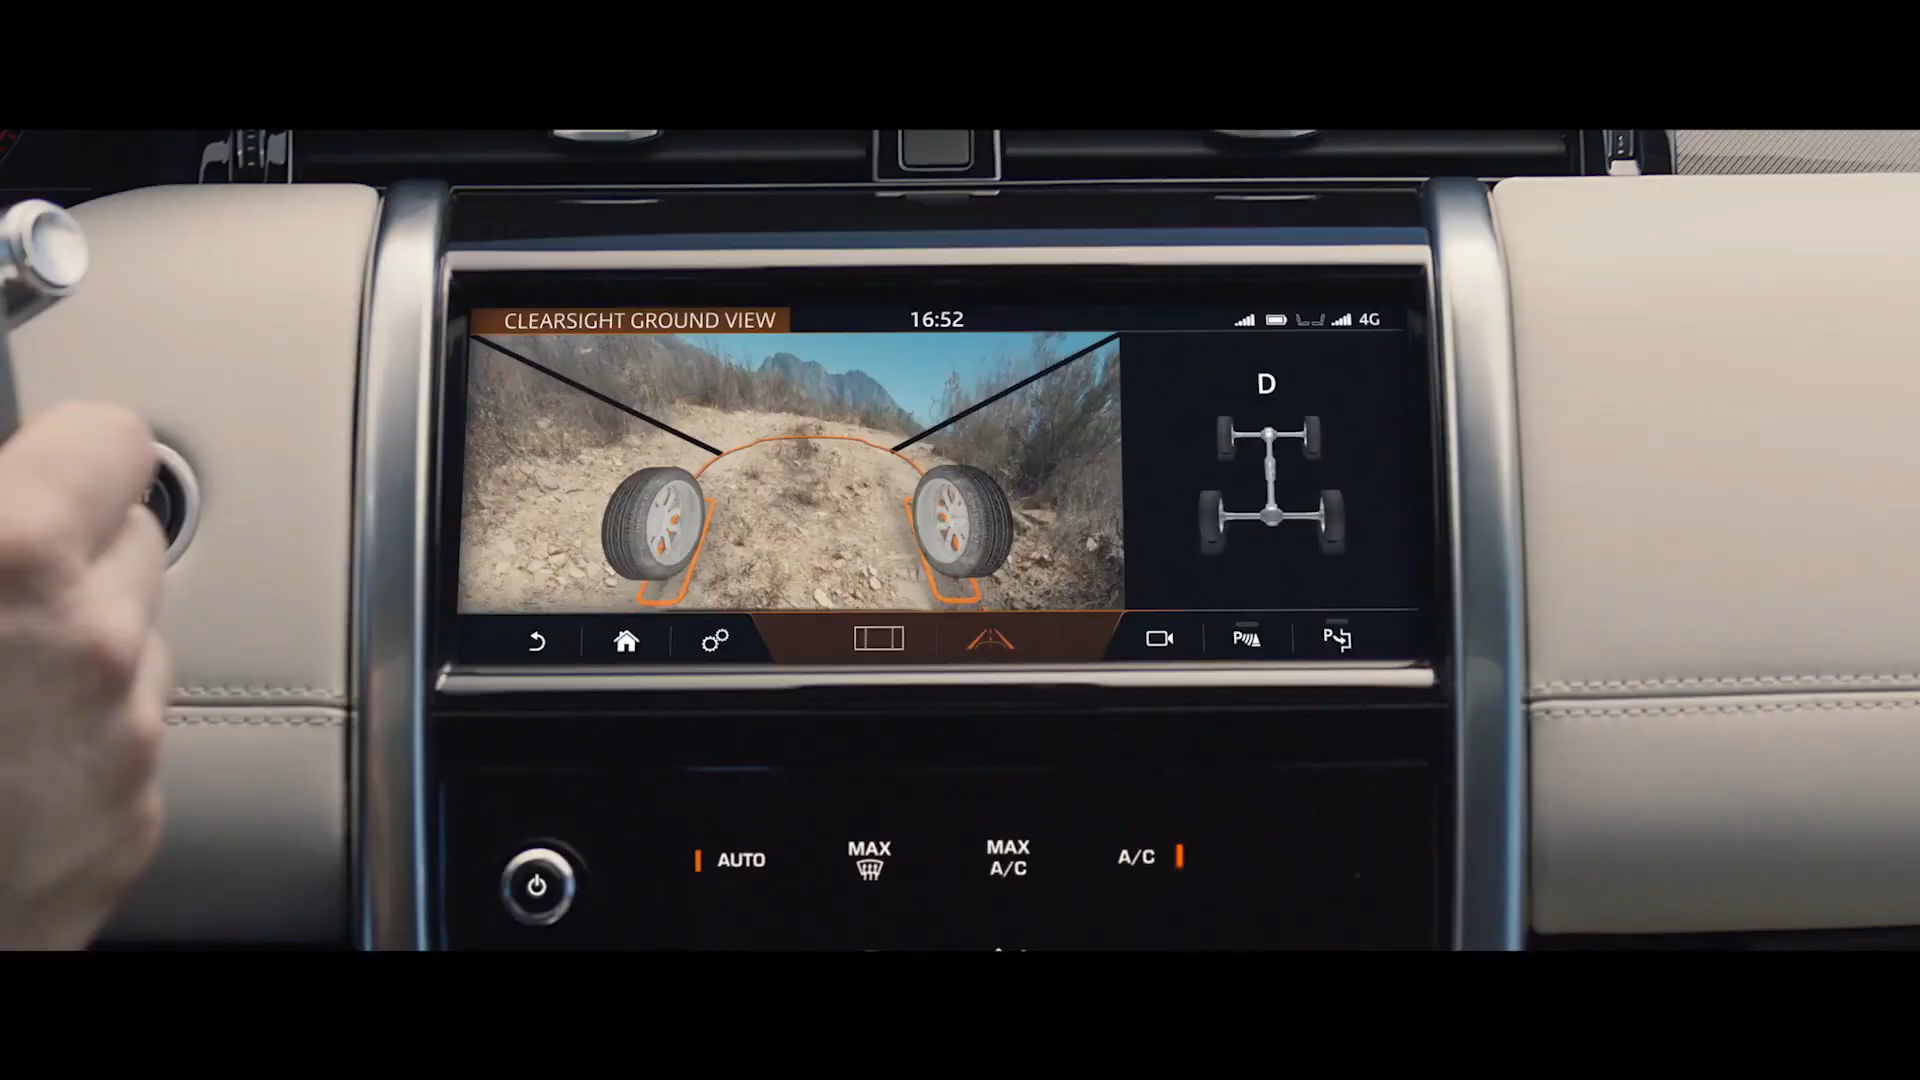 CLEARSIGHT GROUND VIEW
16:52
4G
D
P
P
AUTO
MAX
MAX
A/C
A/C